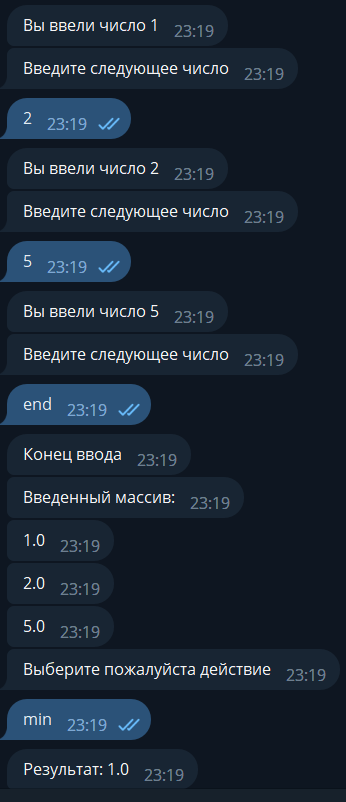 Вы ввели число 1 23:19
Введите следующее число 23:19
2 23:19
Вы ввели число 2 23:19
Введите следующее число 23:19
5 23:19
Вы ввели число 5 23:19
Введите следующее число 23:19
end 23:19
Конец ввода 23:19
Введенный массив: 23:19
1.0 23:19
2.0 23:19
5.0 23:19
Выберите пожалуйста действие 23:19
min 23:19
Результат: 1.0 23:19